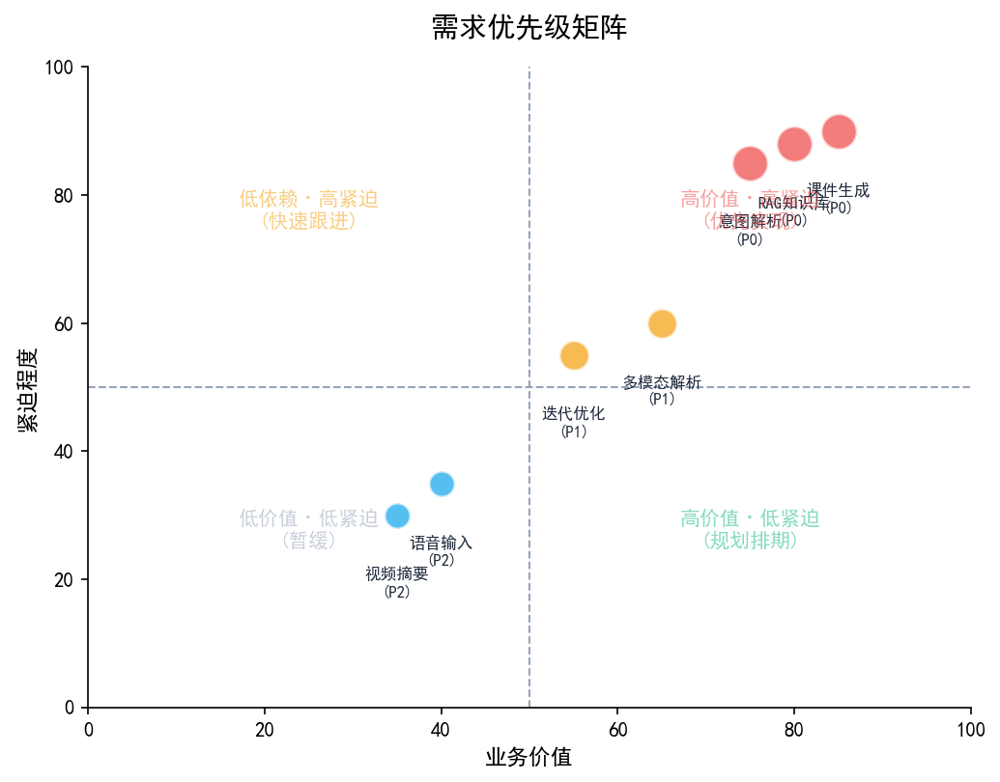 需求优先级矩阵
100
80
60
40
20
0
紧迫程度
低依赖·高紧迫
(快速跟进)
高价值·高紧迫
(优先实现)
课件生成
(P0)
RAG知识库
(P0)
意图解析
(P0)
多模态解析
(P1)
迭代优化
(P1)
低价值·低紧迫
(暂缓)
高价值·低紧迫
(规划排期)
语音输入
(P2)
视频摘要
(P2)
0
20
40
60
80
100
业务价值